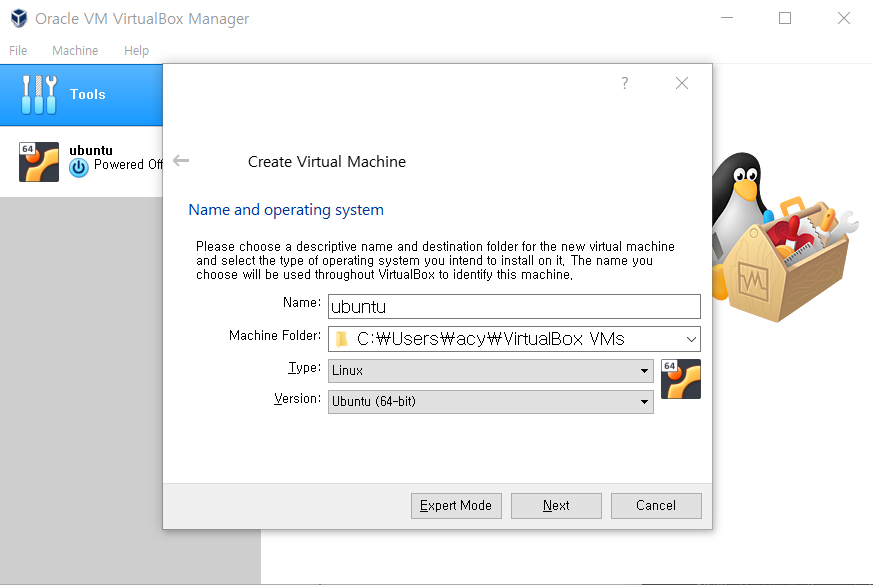 Oracle VM VirtualBox Manager
File Machine Help
Tools
64
ubuntu
Powered Off
?
Create Virtual Machine
Name and operating system
Please choose a descriptive name and destination folder for the new virtual machine
and select the type of operating system you intend to install on it. The name you
choose will be used throughout VirtualBox to identify this machine.
Name: ubuntu
Machine Folder: C:₩Users₩acy₩VirtualBox VMs
Type: Linux
64
Version: Ubuntu (64-bit)
Expert Mode Next Cancel